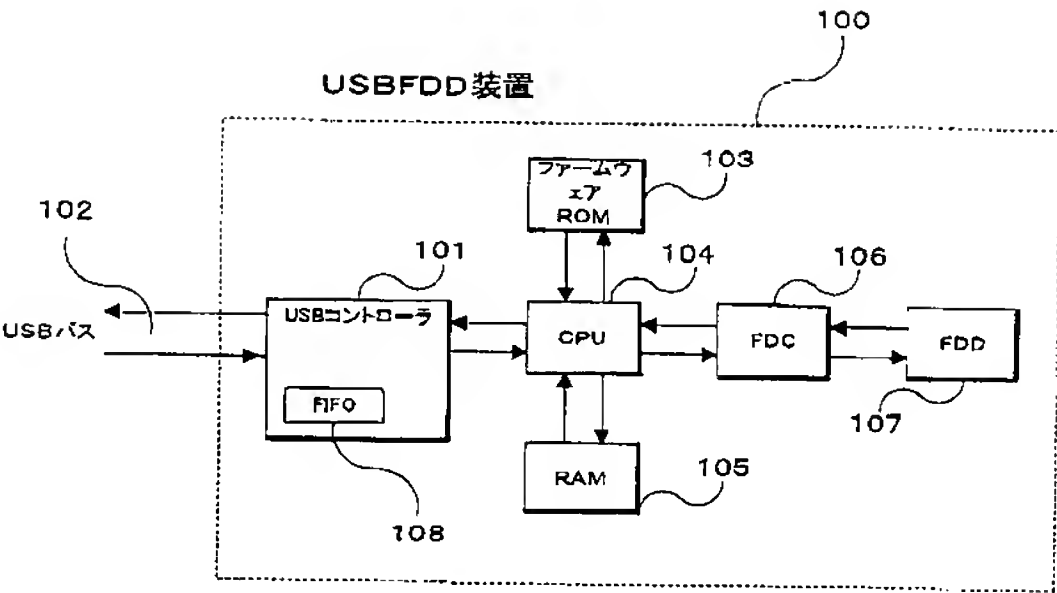 100
USBFDD装置
103
ファームウ
ェア
ROM
102
101
104
106
USBコントローラ
USBバス
CPU
FDC
FDD
FIFO
107
RAM
105
108